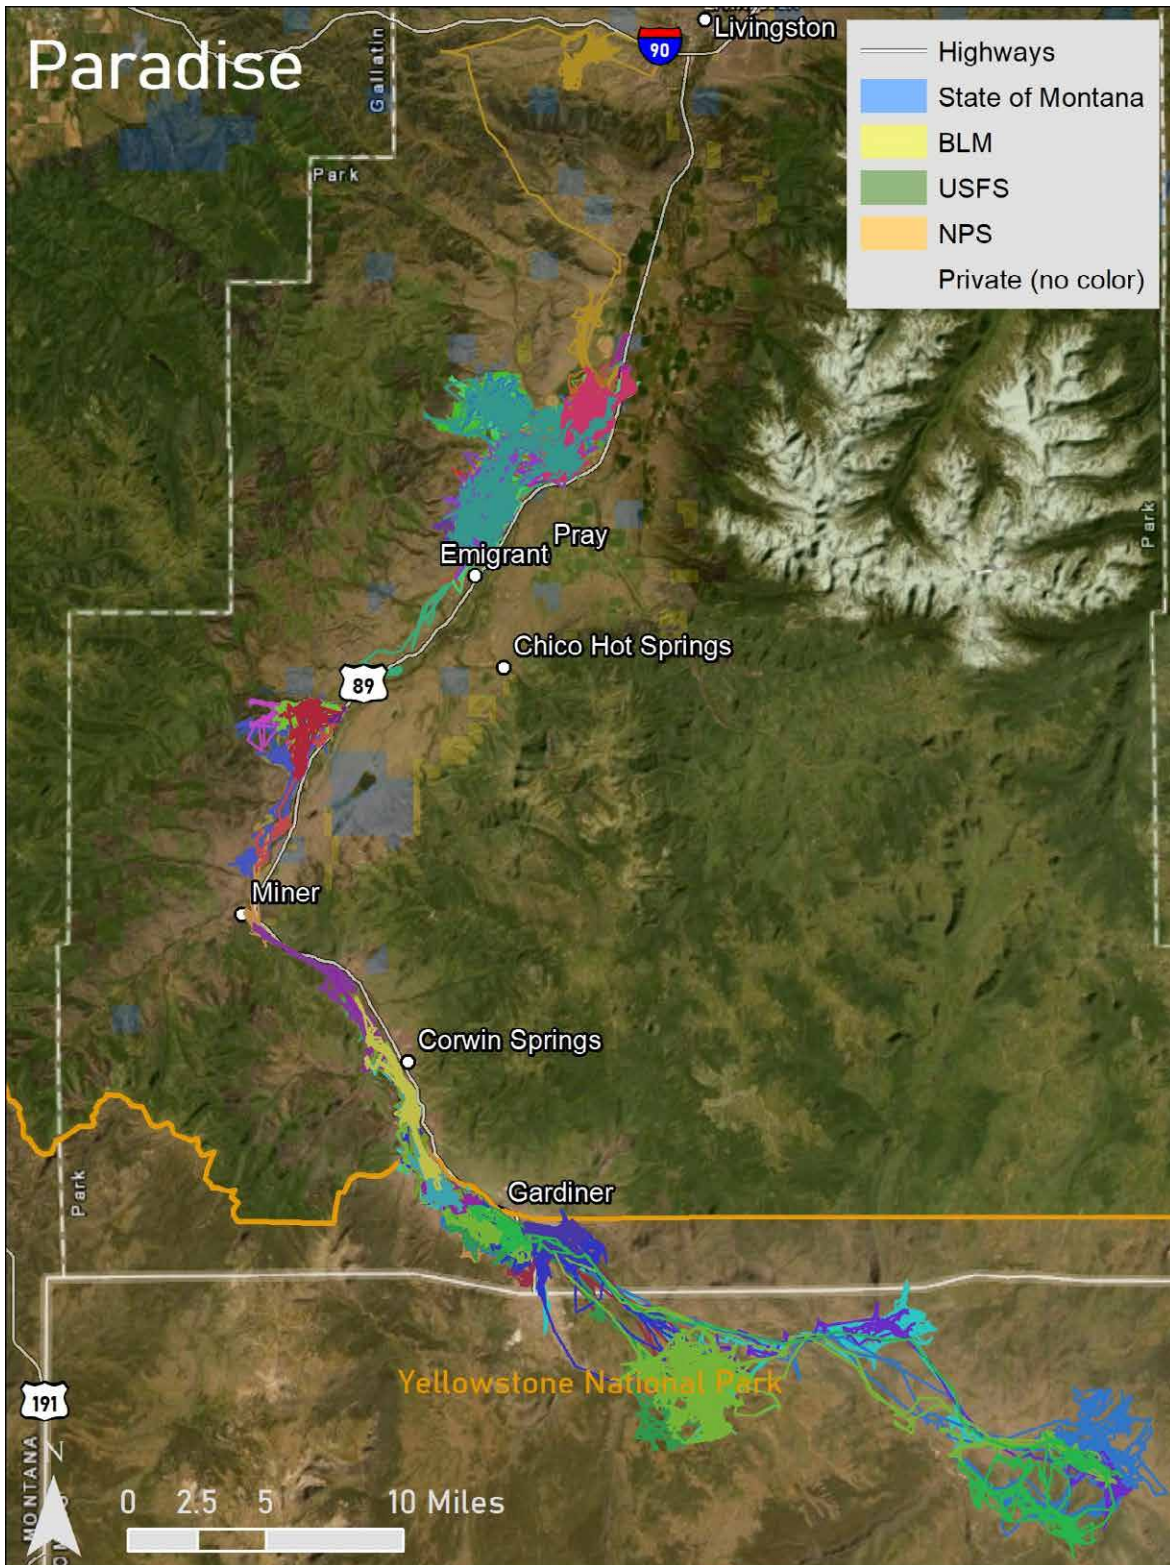 Livingston
90
Paradise
Gallatin
Highways
State of Montana
BLM
USFS
NPS
Private (no color)
Park
Park
Pray
Emigrant
Chico Hot Springs
89
Miner
Corwin Springs
Park
Gardiner
Yellowstone National Park
191
MONTANA
N
0 2.5 5 10 Miles